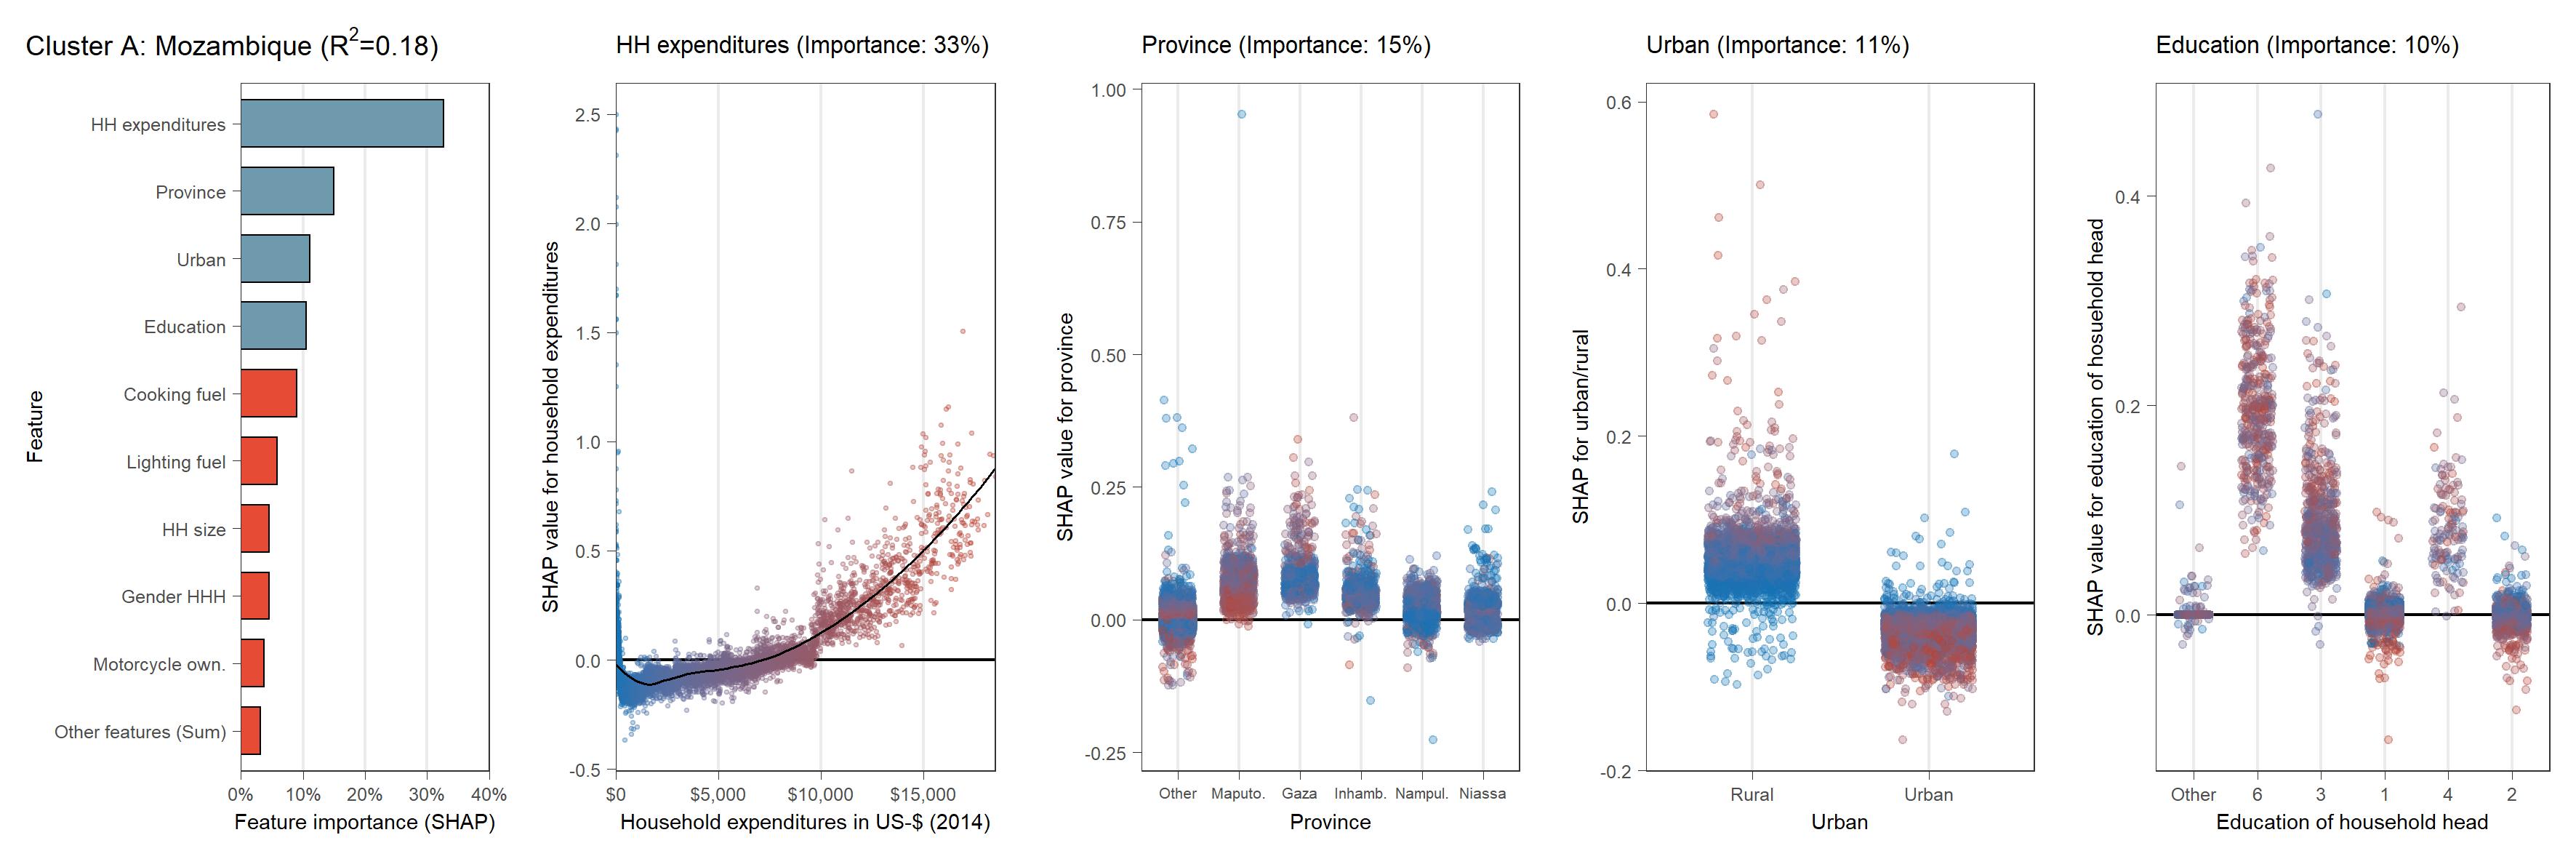 Cluster A: Mozambique (R²=0.18)
Feature
HH expenditures
Province
Urban
Education
Cooking fuel
Lighting fuel
HH size
Gender HHH
Motorcycle own.
Other features (Sum)
0% 10% 20% 30% 40%
Feature importance (SHAP)
HH expenditures (Importance: 33%)
SHAP value for household expenditures
2.5
2.0
1.5
1.0
0.5
0.0
-0.5
$0 $5,000 $10,000 $15,000
Household expenditures in US-$ (2014)
Province (Importance: 15%)
SHAP value for province
1.00
0.75
0.50
0.25
0.00
-0.25
Other Maputo. Gaza Inhamb. Nampul. Niassa
Province
Urban (Importance: 11%)
SHAP for urban/rural
0.6
0.4
0.2
0.0
-0.2
Rural Urban
Urban
Education (Importance: 10%)
SHAP value for education of household head
0.4
0.2
0.0
Other 6 3 1 4 2
Education of household head